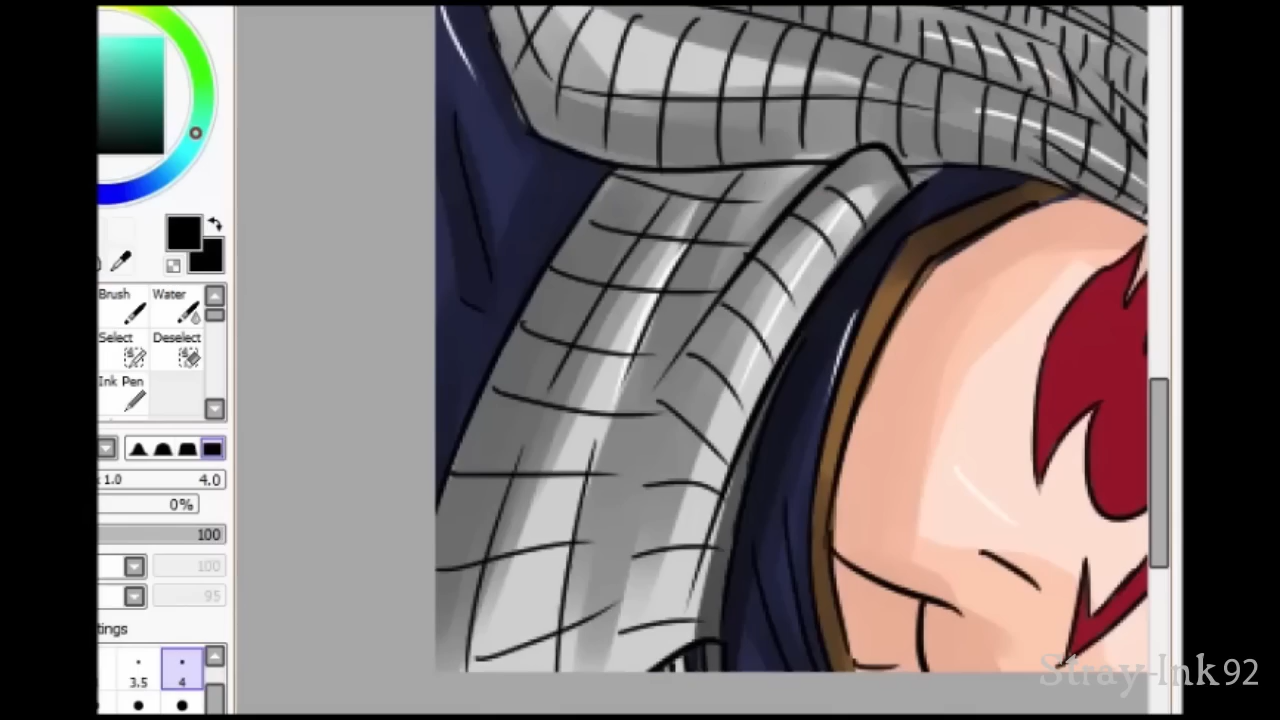 Brush Water
Select Deselect
Ink Pen
x 1.0 4.0
0%
100
100
95
tings
3.5 4
Stray-Ink92